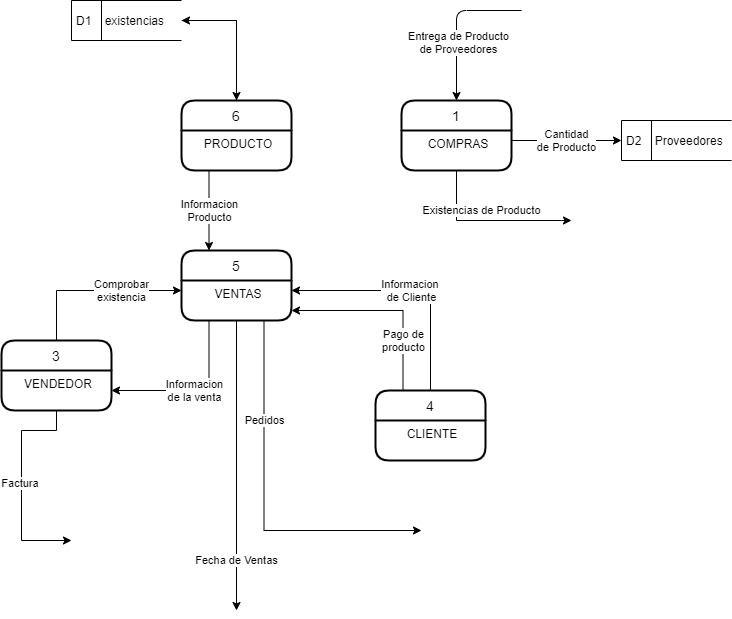 D1 existencias
Entrega de Producto
de Proveedores
6
PRODUCTO
1
COMPRAS
Cantidad
de Producto
D2 Proveedores
Informacion
Producto
Existencias de Producto
5
VENTAS
Comprobar
existencia
Informacion
de Cliente
Pago de
producto
3
VENDEDOR
Informacion
de la venta
Pedidos
4
CLIENTE
Factura
Fecha de Ventas